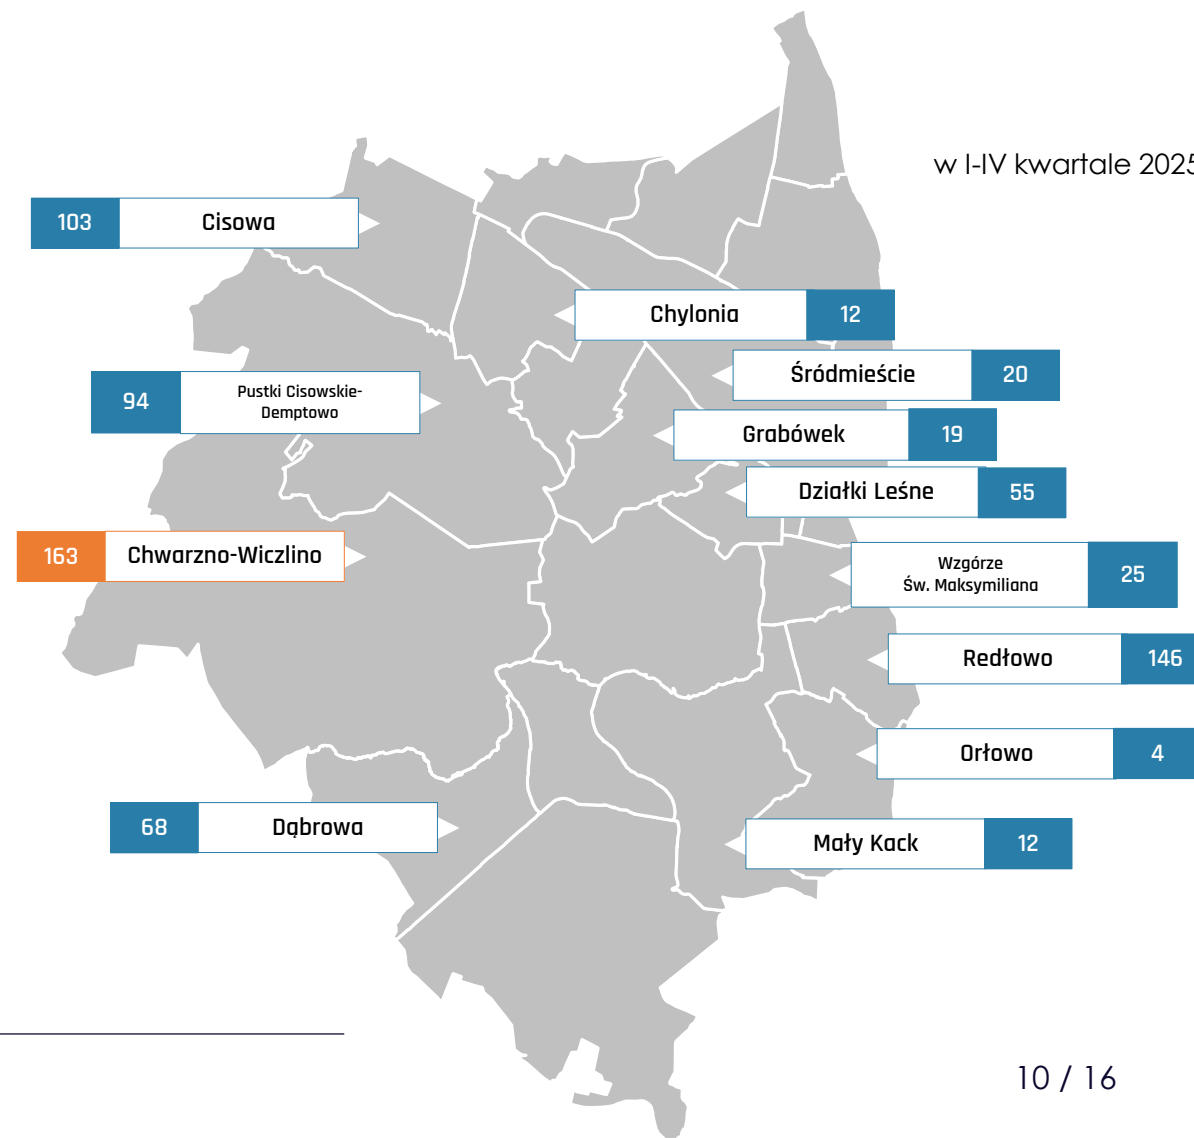 w I-IV kwartale 2025
103 Cisowa
Chylonia 12
Śródmieście 20
94 Pustki Cisowskie-
Demptowo
Grabówek 19
Działki Leśne 55
163 Chwarzno-Wiczlino
Wzgórze
Św. Maksymiliana 25
Redłowo 146
Orłowo 4
68 Dąbrowa
Mały Kack 12
10 / 16